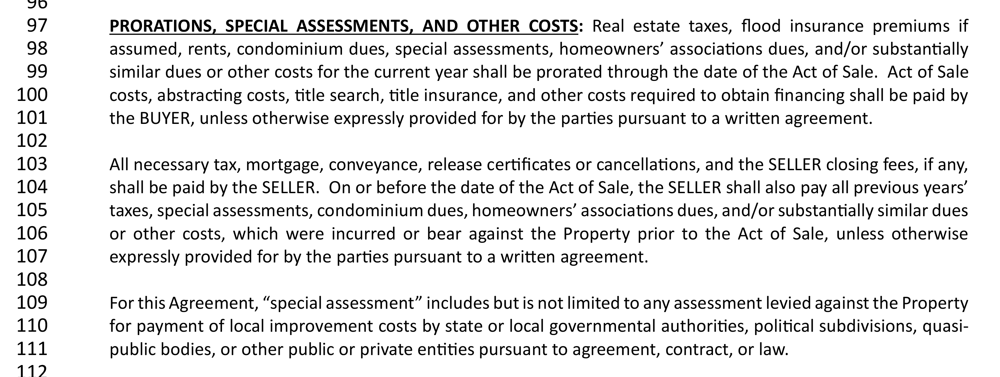 96
97 PRORATIONS, SPECIAL ASSESSMENTS, AND OTHER COSTS: Real estate taxes, flood insurance premiums if
98 assumed, rents, condominium dues, special assessments, homeowners’ associations dues, and/or substantially
99 similar dues or other costs for the current year shall be prorated through the date of the Act of Sale.  Act of Sale
100 costs, abstracting costs, title search, title insurance, and other costs required to obtain financing shall be paid by
101 the BUYER, unless otherwise expressly provided for by the parties pursuant to a written agreement.
102
103 All necessary tax, mortgage, conveyance, release certificates or cancellations, and the SELLER closing fees, if any,
104 shall be paid by the SELLER.  On or before the date of the Act of Sale, the SELLER shall also pay all previous years’
105 taxes, special assessments, condominium dues, homeowners’ associations dues, and/or substantially similar dues
106 or other costs, which were incurred or bear against the Property prior to the Act of Sale, unless otherwise
107 expressly provided for by the parties pursuant to a written agreement.
108
109 For this Agreement, “special assessment” includes but is not limited to any assessment levied against the Property
110 for payment of local improvement costs by state or local governmental authorities, political subdivisions, quasi-
111 public bodies, or other public or private entities pursuant to agreement, contract, or law.
112